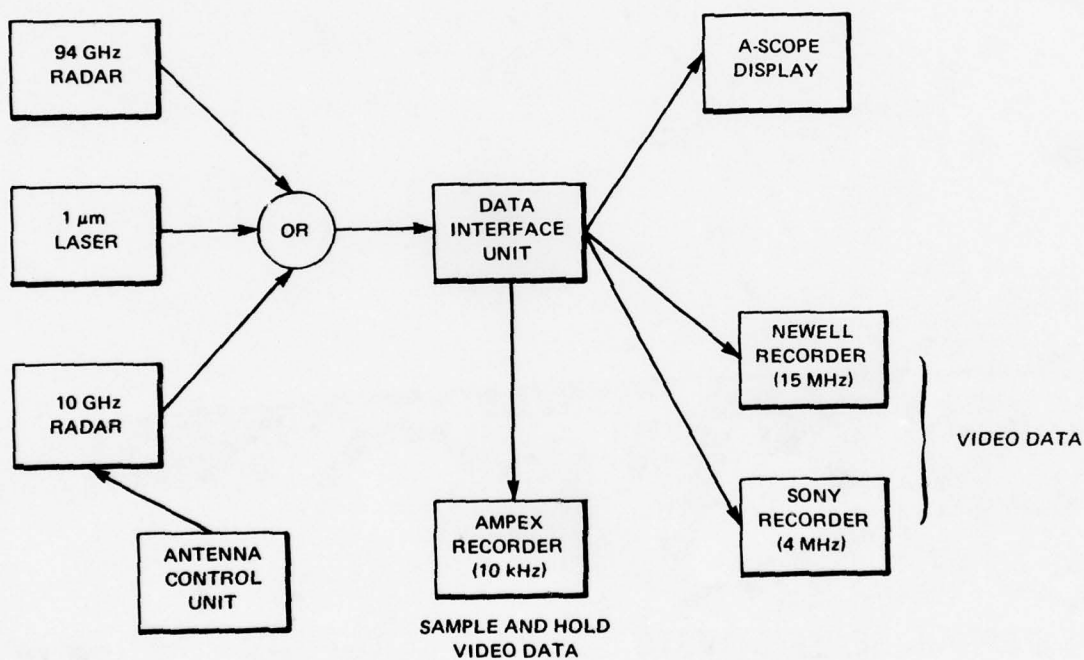 94 GHz
RADAR
1 μm
LASER
10 GHz
RADAR
ANTENNA
CONTROL
UNIT
OR
DATA
INTERFACE
UNIT
AMPEX
RECORDER
(10 kHz)
SAMPLE AND HOLD
VIDEO DATA
A-SCOPE
DISPLAY
NEWELL
RECORDER
(15 MHz)
SONY
RECORDER
(4 MHz)
VIDEO DATA